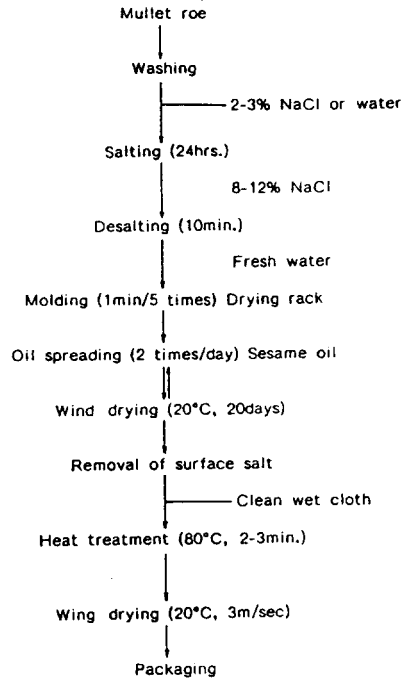 Mullet roe
Washing
2-3% NaCl or water
Salting (24hrs.)
8-12% NaCl
Desalting (10min.)
Fresh water
Molding (1min/5 times) Drying rack
Oil spreading (2 times/day) Sesame oil
Wind drying (20°C, 20days)
Removal of surface salt
Clean wet cloth
Heat treatment (80°C, 2-3min.)
Wing drying (20°C, 3m/sec)
Packaging